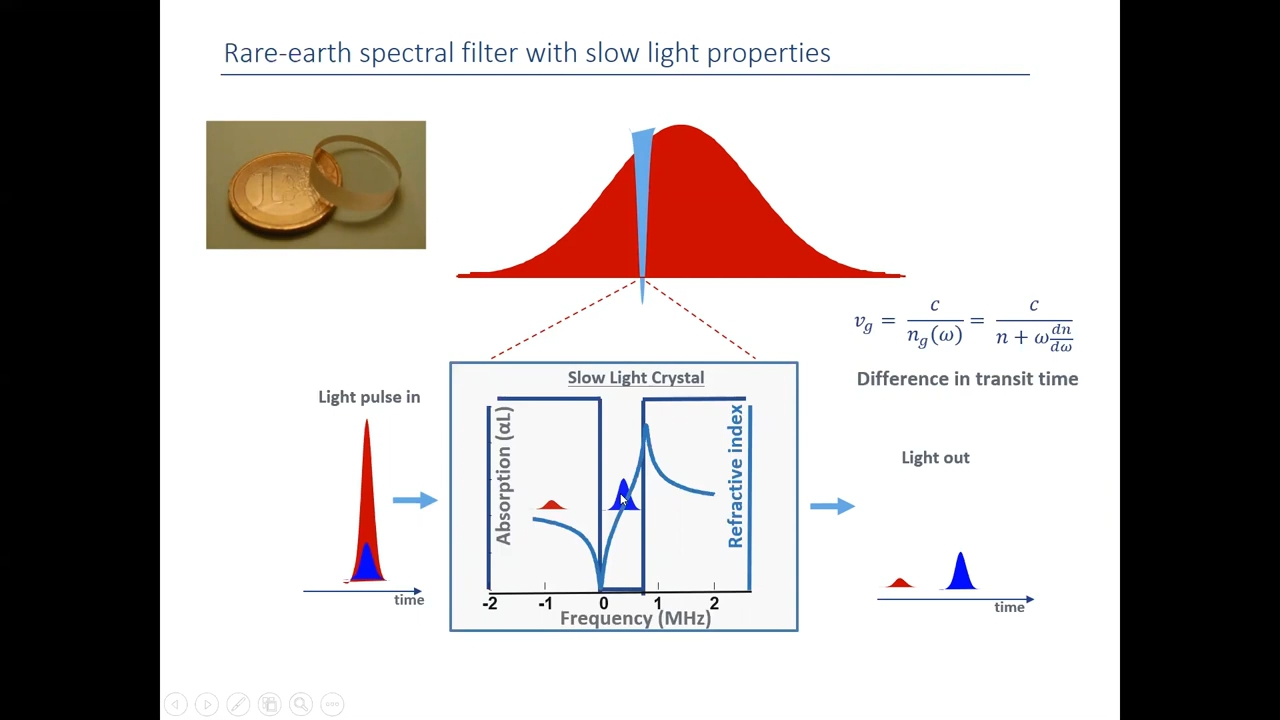 Rare-earth spectral filter with slow light properties
v_g = c / n_g(ω) = c / (n + ω dn/dω)
Difference in transit time
Light pulse in
time
Slow Light Crystal
Absorption (αL)
Refractive index
-2 -1 0 1 2
Frequency (MHz)
Light out
time